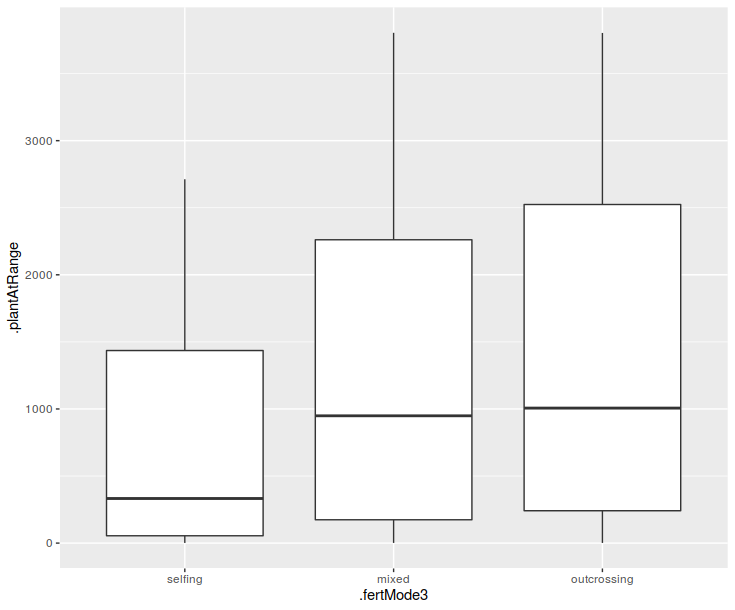 .plantAtRange
3000
2000
1000
0
selfing mixed outcrossing
.fertMode3